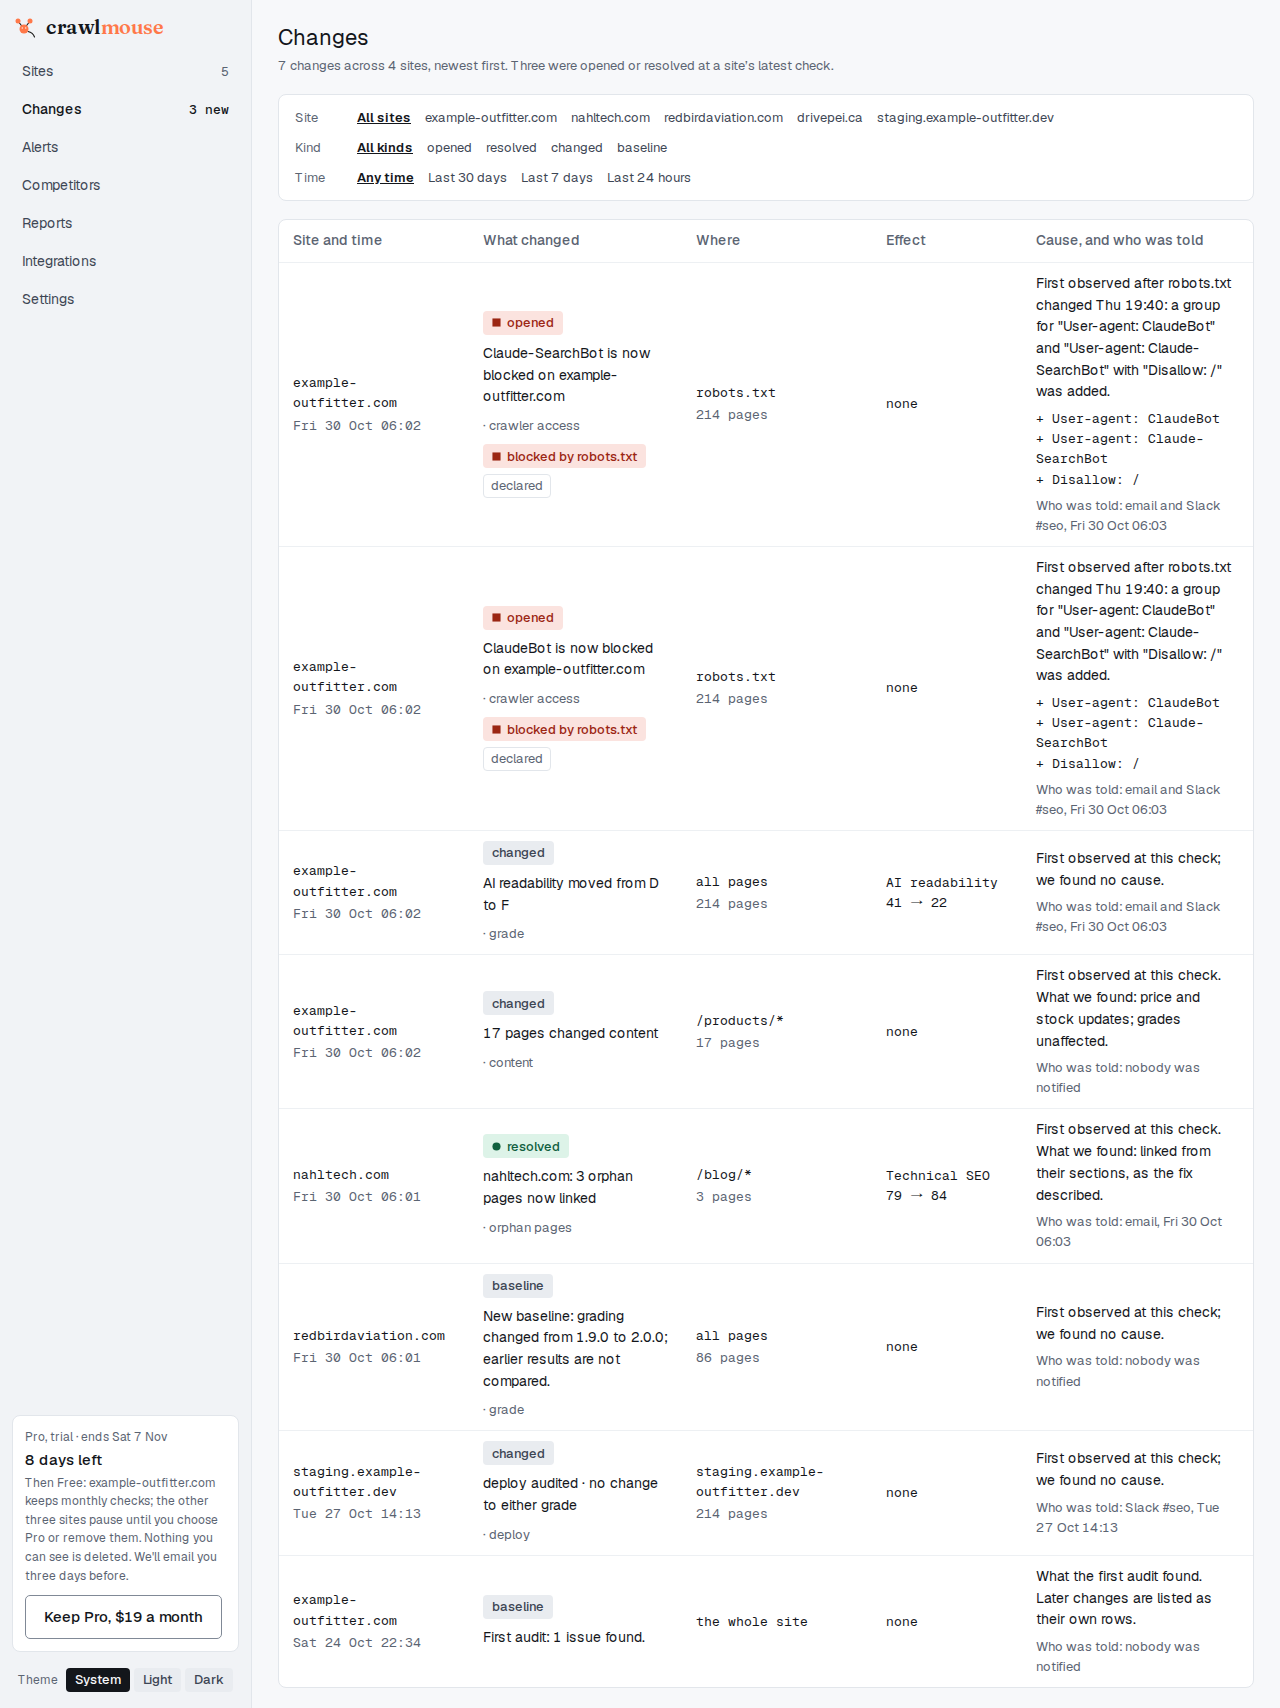 crawlmouse
Sites 5
Changes 3 new
Alerts
Competitors
Reports
Integrations
Settings
Pro, trial · ends Sat 7 Nov
8 days left
Then Free: example-outfitter.com
keeps monthly checks; the other
three sites pause until you choose
Pro or remove them. Nothing you
can see is deleted. We'll email you
three days before.
Keep Pro, $19 a month
Theme System Light Dark
Changes
7 changes across 4 sites, newest first. Three were opened or resolved at a site's latest check.
Site All sites example-outfitter.com nahltech.com redbirdaviation.com drivepei.ca staging.example-outfitter.dev
Kind All kinds opened resolved changed baseline
Time Any time Last 30 days Last 7 days Last 24 hours
Site and time What changed Where Effect Cause, and who was told
example-
outfitter.com
Fri 30 Oct 06:02
opened
Claude-SearchBot is now
blocked on example-
outfitter.com
· crawler access
blocked by robots.txt
declared
robots.txt
214 pages
none
First observed after robots.txt
changed Thu 19:40: a group
for "User-agent: ClaudeBot"
and "User-agent: Claude-
SearchBot" with "Disallow: /"
was added.
+ User-agent: ClaudeBot
+ User-agent: Claude-
SearchBot
+ Disallow: /
Who was told: email and Slack
#seo, Fri 30 Oct 06:03
example-
outfitter.com
Fri 30 Oct 06:02
opened
ClaudeBot is now blocked
on example-outfitter.com
· crawler access
blocked by robots.txt
declared
robots.txt
214 pages
none
First observed after robots.txt
changed Thu 19:40: a group
for "User-agent: ClaudeBot"
and "User-agent: Claude-
SearchBot" with "Disallow: /"
was added.
+ User-agent: ClaudeBot
+ User-agent: Claude-
SearchBot
+ Disallow: /
Who was told: email and Slack
#seo, Fri 30 Oct 06:03
example-
outfitter.com
Fri 30 Oct 06:02
changed
AI readability moved from D
to F
· grade
all pages
214 pages
AI readability
41 → 22
First observed at this check;
we found no cause.
Who was told: email and Slack
#seo, Fri 30 Oct 06:03
example-
outfitter.com
Fri 30 Oct 06:02
changed
17 pages changed content
· content
/products/*
17 pages
none
First observed at this check.
What we found: price and
stock updates; grades
unaffected.
Who was told: nobody was
notified
nahltech.com
Fri 30 Oct 06:01
resolved
nahltech.com: 3 orphan
pages now linked
· orphan pages
/blog/*
3 pages
Technical SEO
79 → 84
First observed at this check.
What we found: linked from
their sections, as the fix
described.
Who was told: email, Fri 30 Oct
06:03
redbirdaviation.com
Fri 30 Oct 06:01
baseline
New baseline: grading
changed from 1.9.0 to 2.0.0;
earlier results are not
compared.
· grade
all pages
86 pages
none
First observed at this check;
we found no cause.
Who was told: nobody was
notified
staging.example-
outfitter.dev
Tue 27 Oct 14:13
changed
deploy audited · no change
to either grade
· deploy
staging.example-
outfitter.dev
214 pages
none
First observed at this check;
we found no cause.
Who was told: Slack #seo, Tue
27 Oct 14:13
example-
outfitter.com
Sat 24 Oct 22:34
baseline
First audit: 1 issue found.
the whole site
none
What the first audit found.
Later changes are listed as
their own rows.
Who was told: nobody was
notified